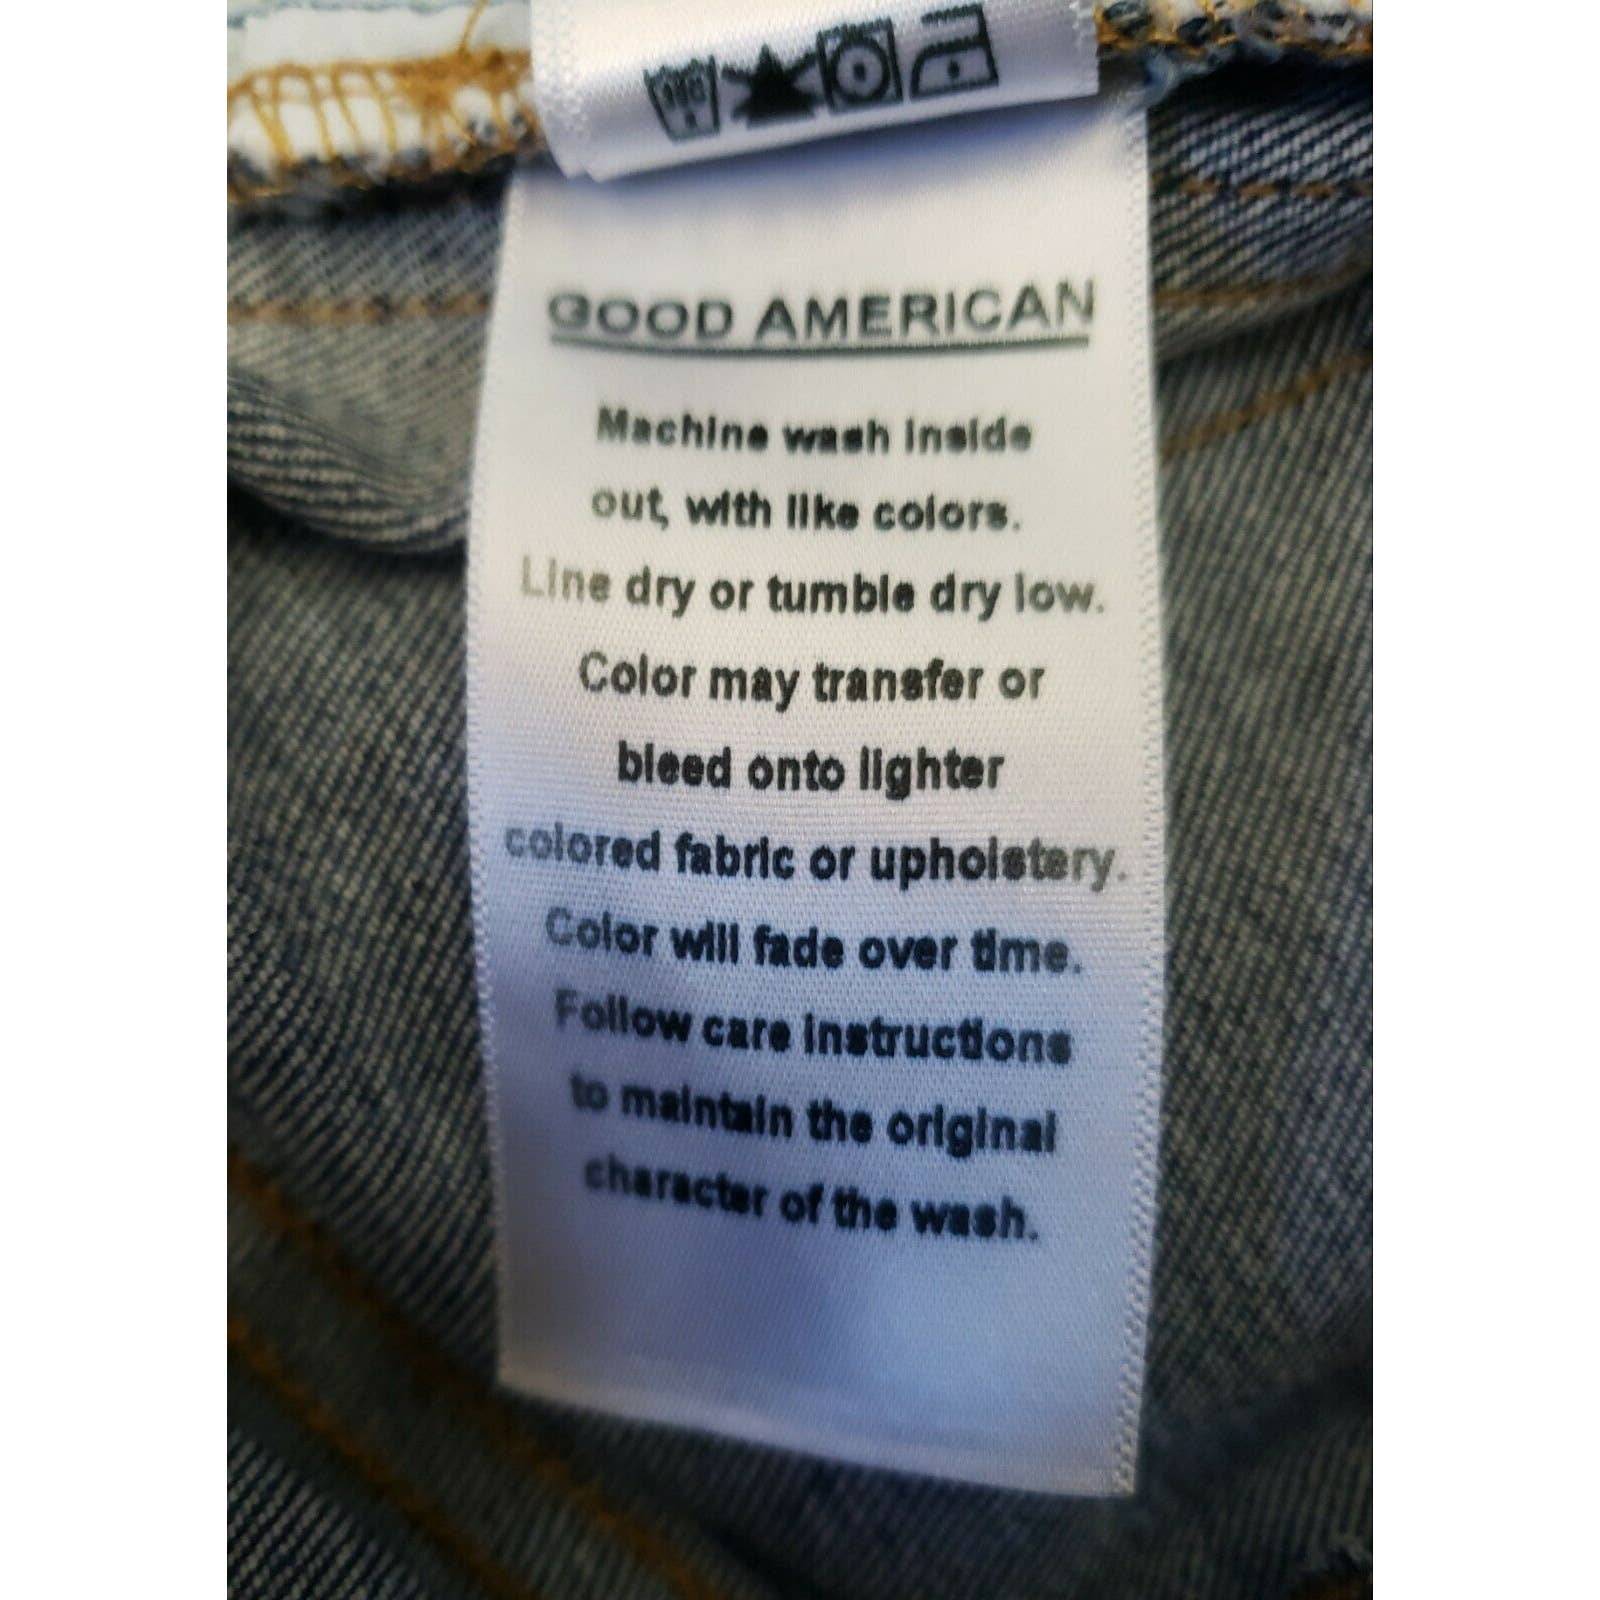 GOOD AMERICAN
Machine wash inside
out, with like colors.
Line dry or tumble dry low.
Color may transfer or
bleed onto lighter
colored fabric or upholstery.
Color will fade over time.
Follow care instructions
to maintain the original
character of the wash.